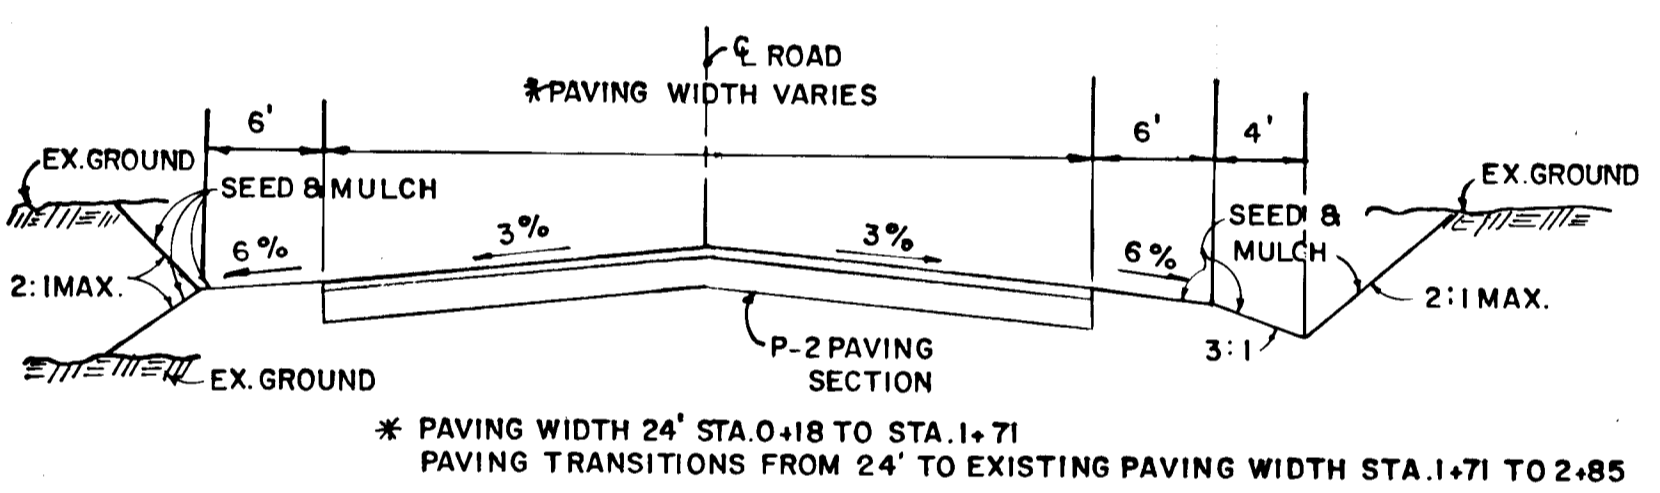 ℄ ROAD
*PAVING WIDTH VARIES
6'
6'
4'
EX.GROUND
SEED & MULCH
EX.GROUND
3%
3%
SEED &
MULCH
6%
6%
2:1MAX.
2:1MAX.
P-2 PAVING
SECTION
3:1
EX. GROUND
* PAVING WIDTH 24' STA.0+18 TO STA.1+71
PAVING TRANSITIONS FROM 24' TO EXISTING PAVING WIDTH STA.1+71 TO 2+85